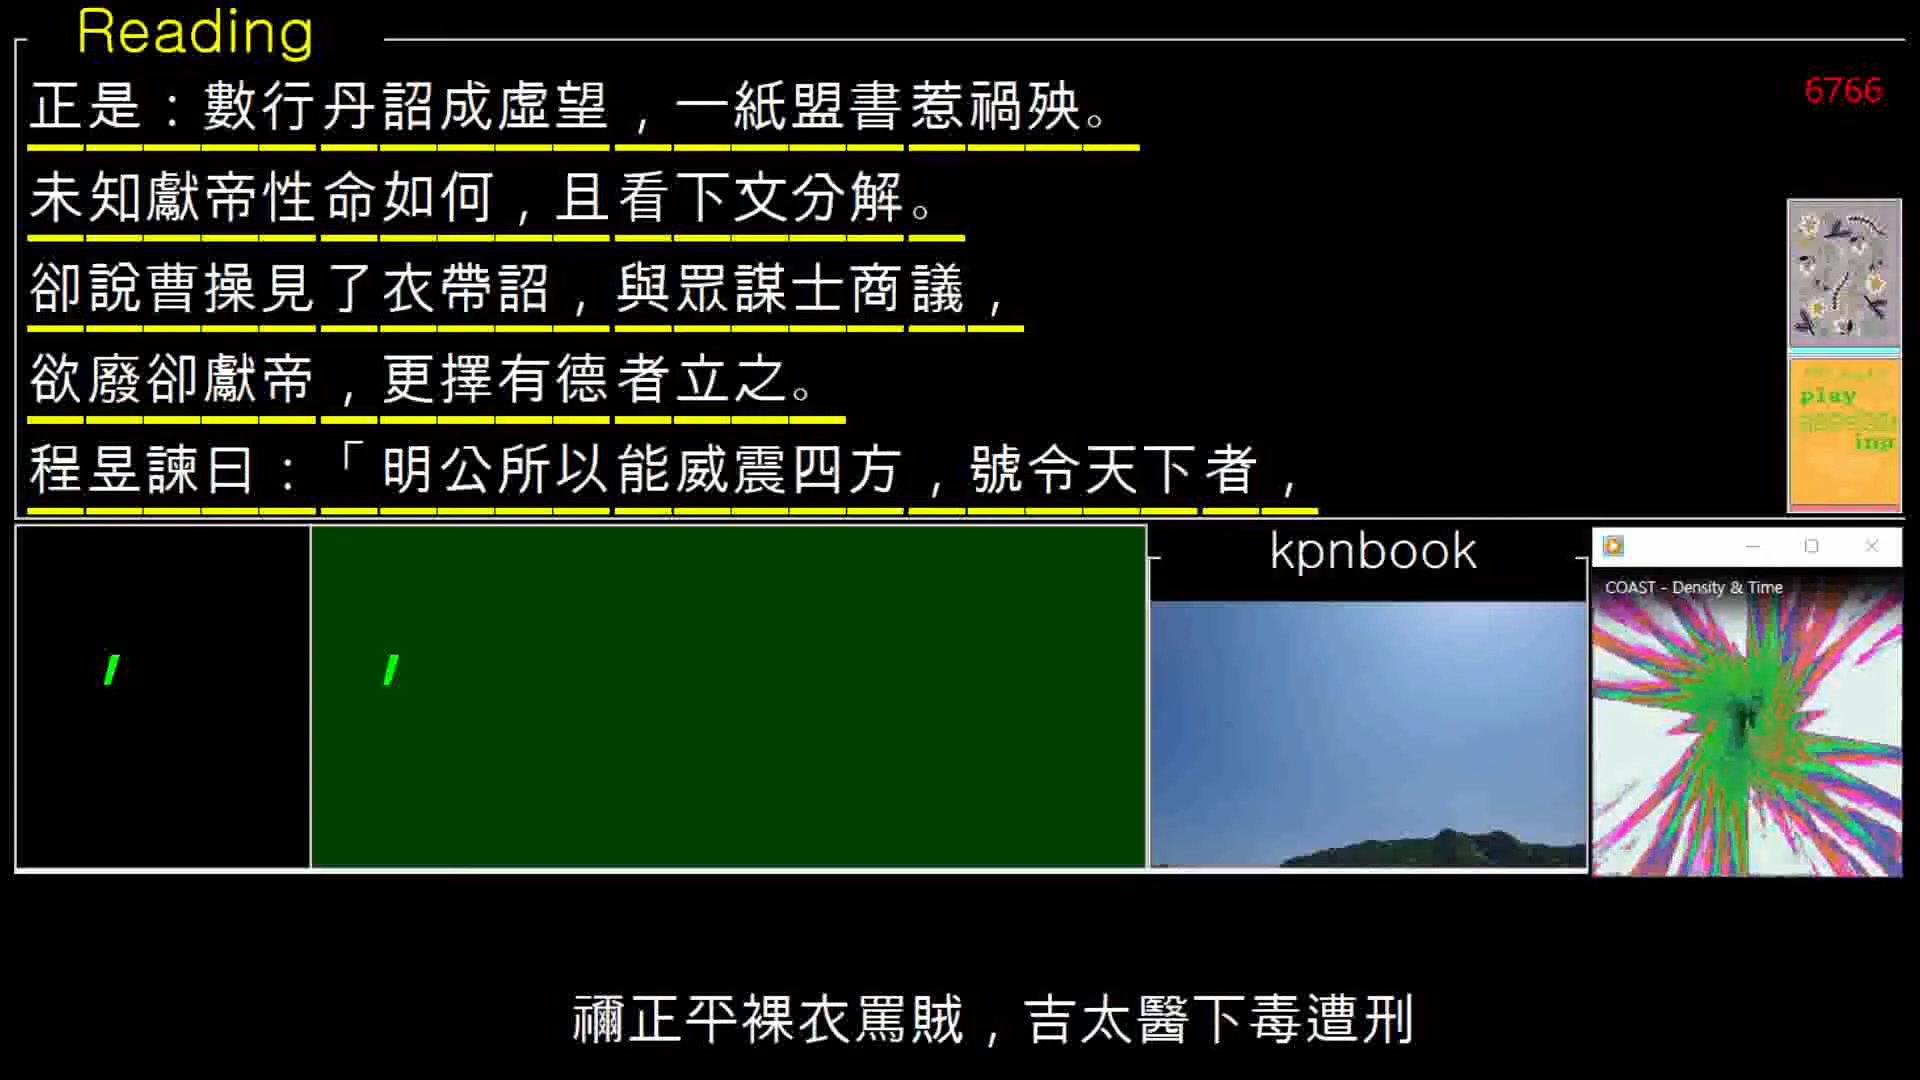 Reading
6766
正是：數行丹詔成虛望，一紙盟書惹禍殃。
未知獻帝性命如何，且看下文分解。
卻說曹操見了衣帶詔，與眾謀士商議，
欲廢卻獻帝，更擇有德者立之。
程昱諫曰：「明公所以能威震四方，號令天下者，
play
ing
，
，
kpnbook
COAST - Density & Time
禰正平裸衣罵賊，吉太醫下毒遭刑